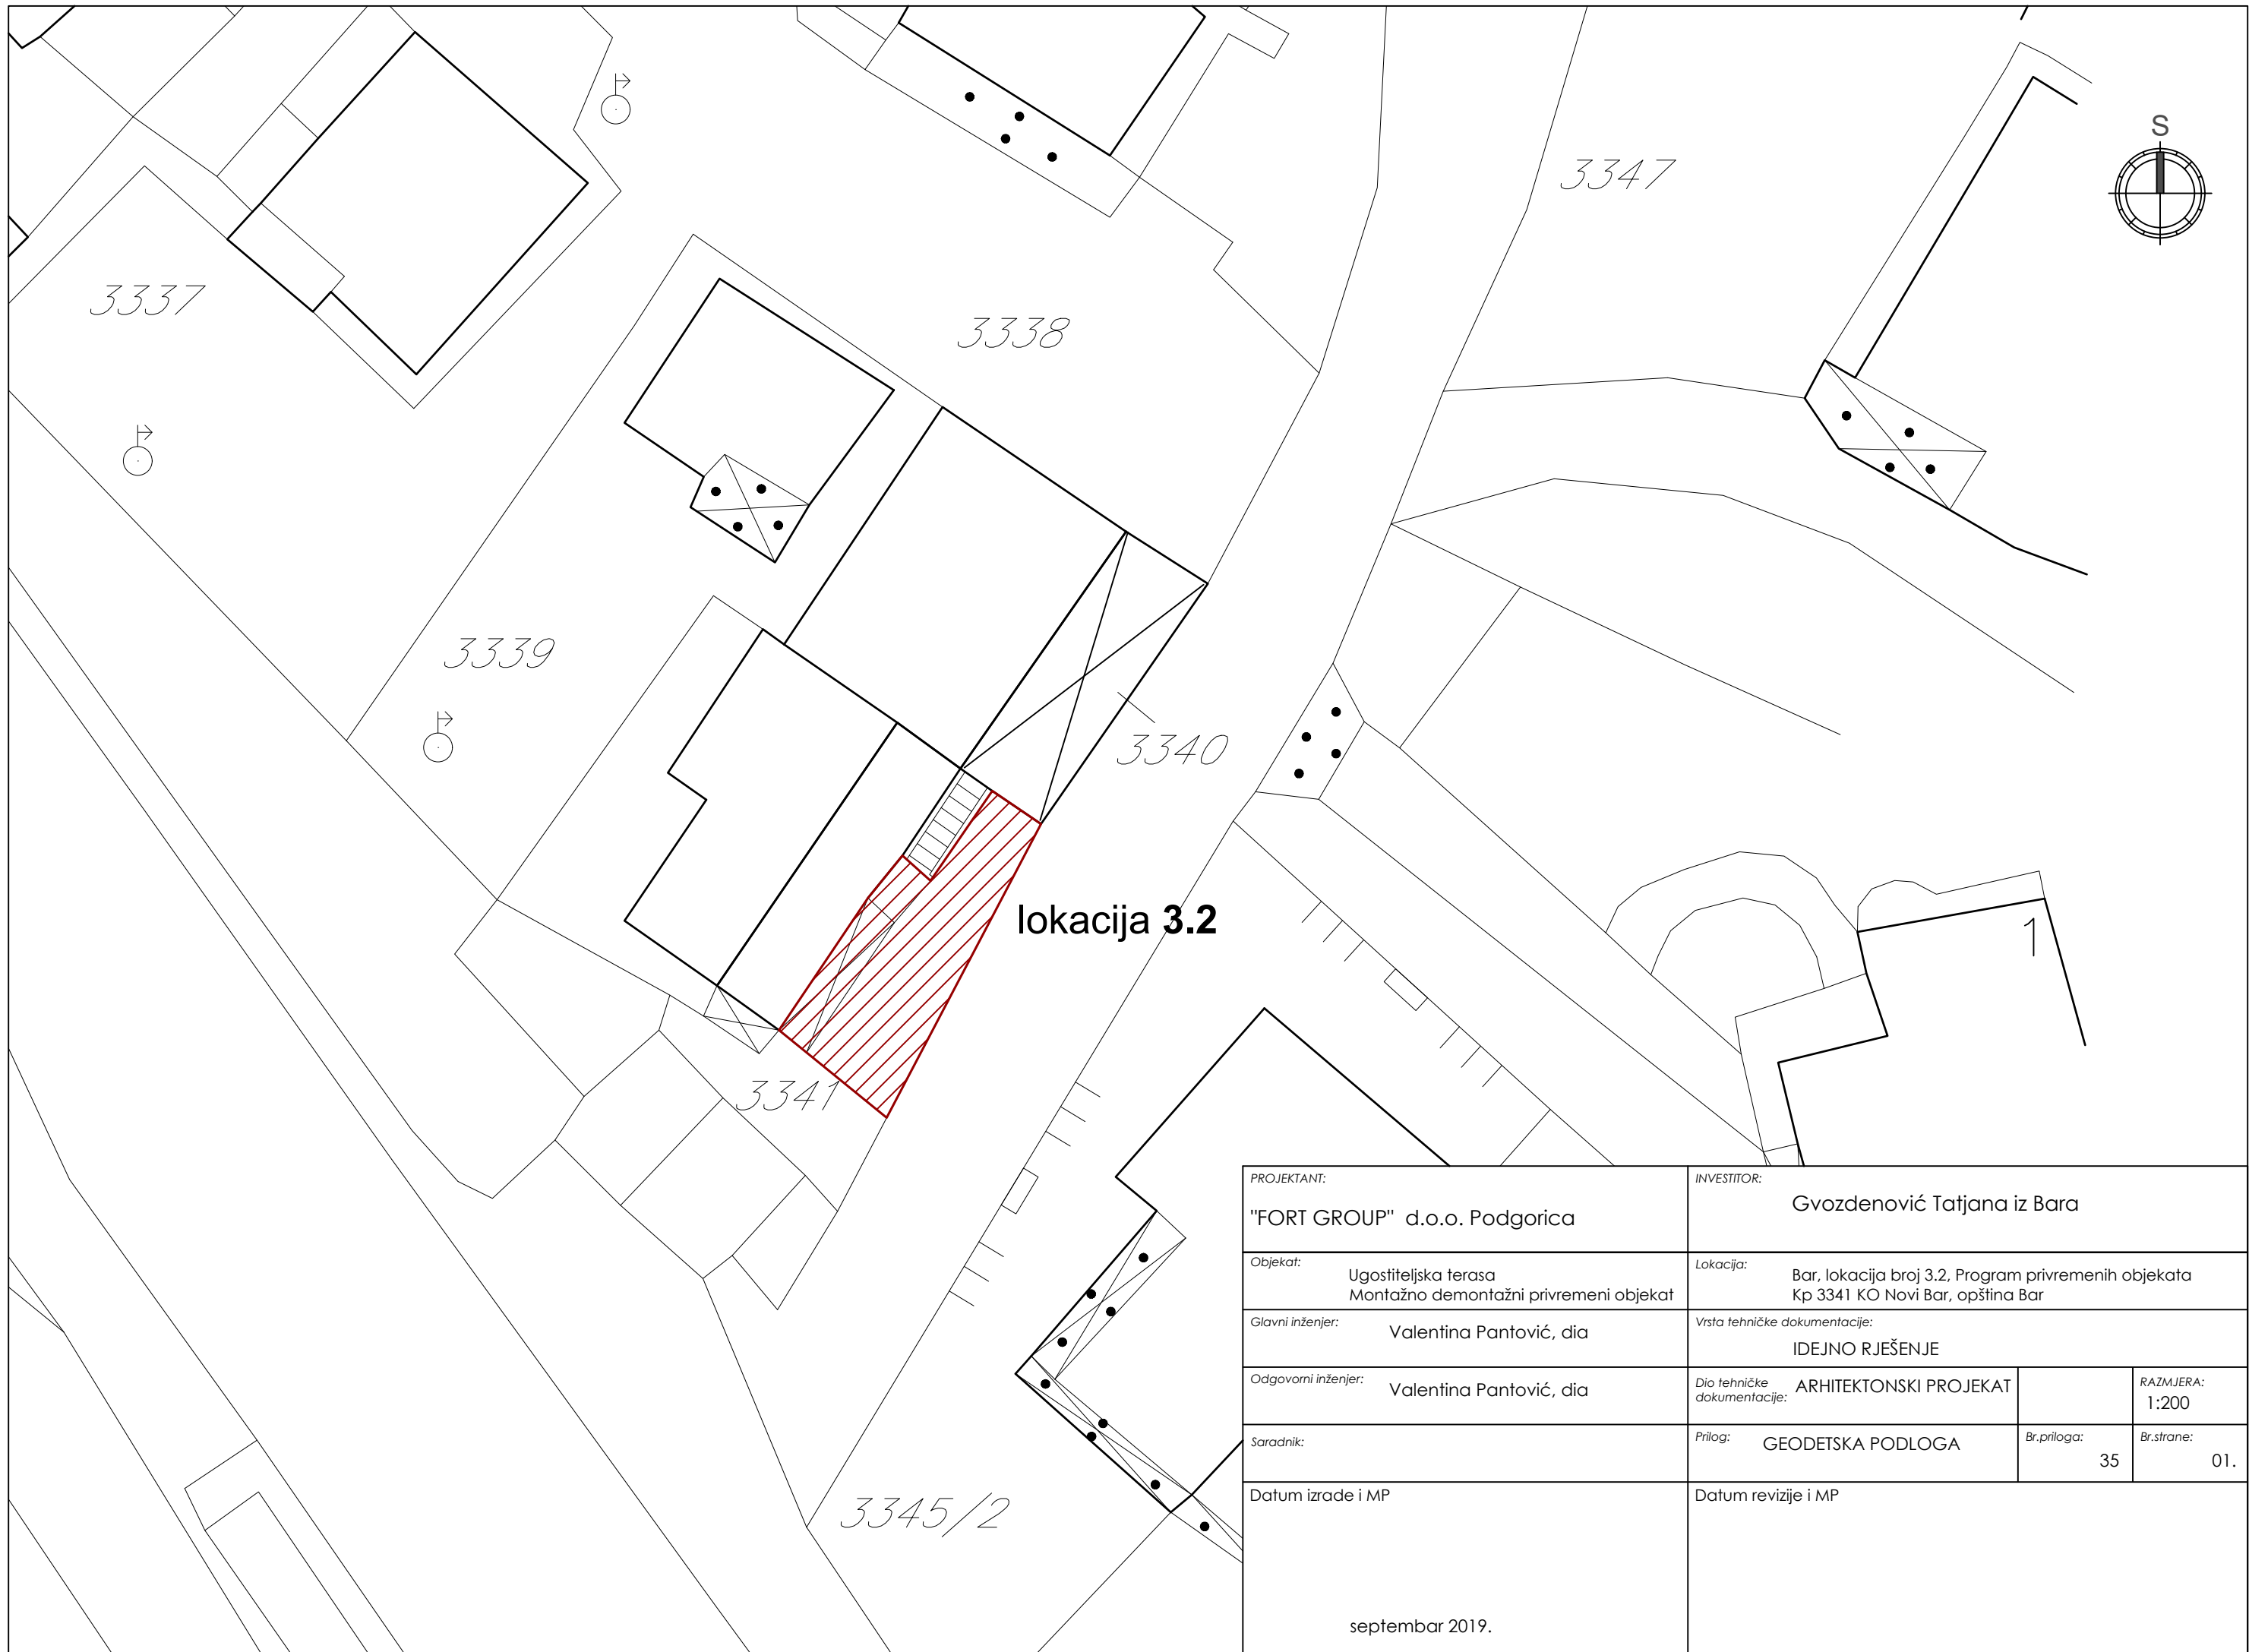 S
3347
3337
3338
3339
3340
lokacija 3.2
1
3341
3345/2
PROJEKTANT:
"FORT GROUP" d.o.o. Podgorica
INVESTITOR:
Gvozdenović Tatjana iz Bara
Objekat:
Ugostiteljska terasa
Montažno demontažni privremeni objekat
Lokacija:
Bar, lokacija broj 3.2, Program privremenih objekata
Kp 3341 KO Novi Bar, opština Bar
Glavni inženjer:
Valentina Pantović, dia
Vrsta tehničke dokumentacije:
IDEJNO RJEŠENJE
Odgovorni inženjer:
Valentina Pantović, dia
Dio tehničke
dokumentacije:
ARHITEKTONSKI PROJEKAT
RAZMJERA:
1:200
Saradnik:
Prilog:
GEODETSKA PODLOGA
Br.priloga:
35
Br.strane:
01.
Datum izrade i MP
septembar 2019.
Datum revizije i MP